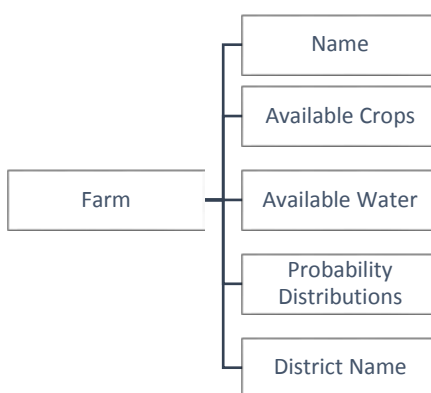 Name
Available Crops
Farm
Available Water
Probability
Distributions
District Name